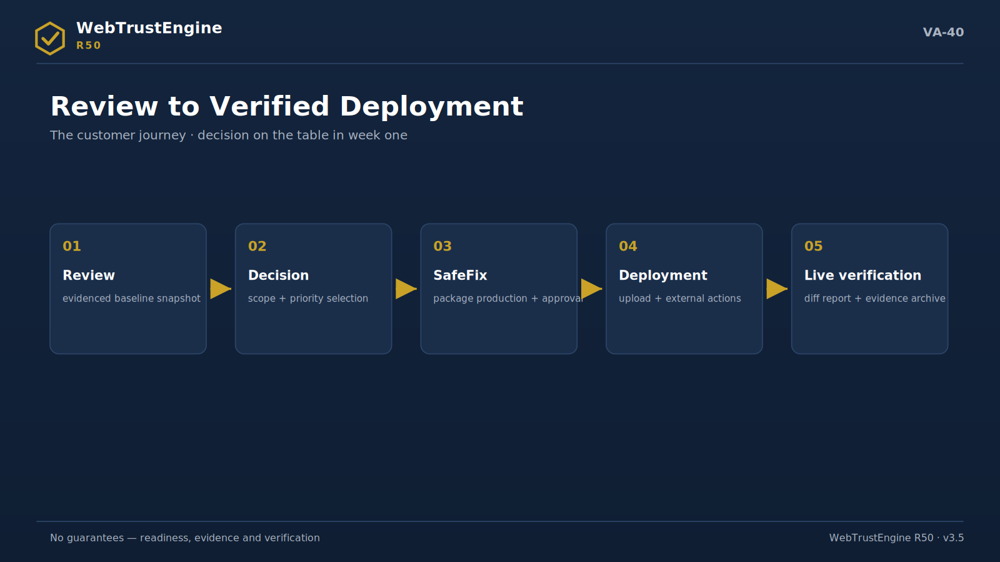 WebTrustEngine
R50
VA-40
Review to Verified Deployment
The customer journey · decision on the table in week one
01
Review
evidenced baseline snapshot
02
Decision
scope + priority selection
03
SafeFix
package production + approval
04
Deployment
upload + external actions
05
Live verification
diff report + evidence archive
No guarantees — readiness, evidence and verification
WebTrustEngine R50 · v3.5